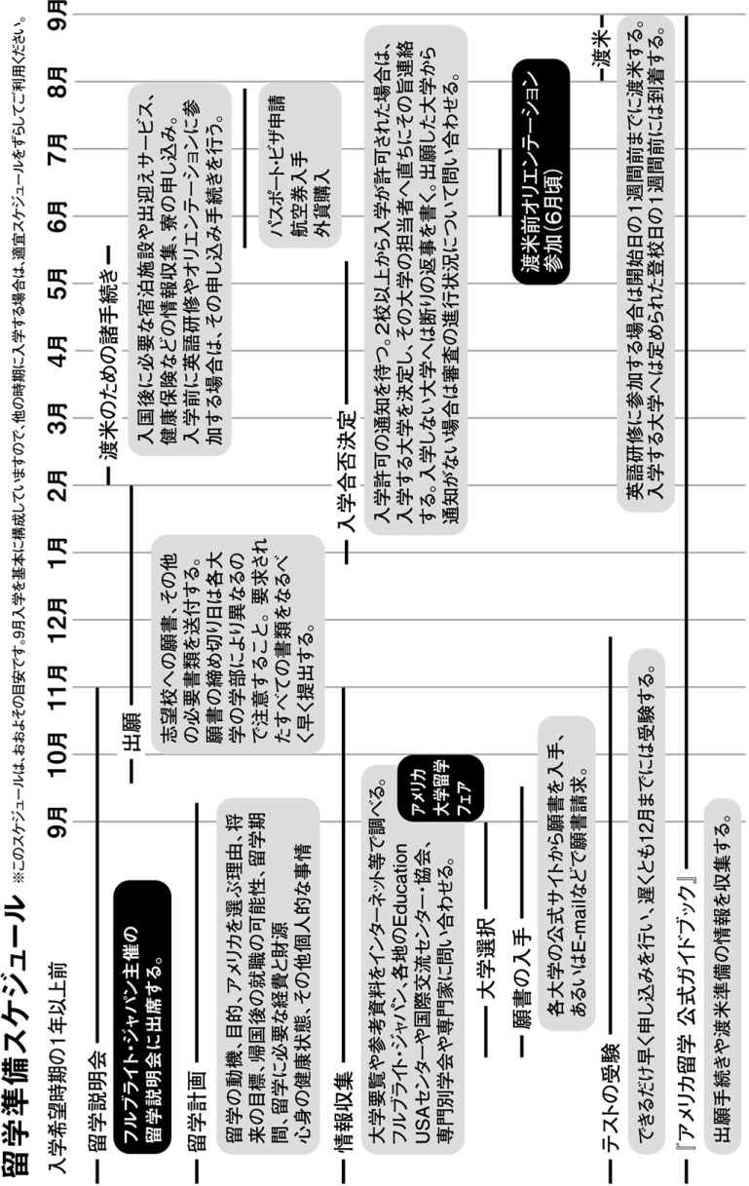 留学準備スケジュール ※このスケジュールは、おおよその目安です。9月入学を基本に構成していますので、他の時期に入学する場合は、適宜スケジュールをずらしてご利用ください。
入学希望時期の1年以上前 9月 10月 11月 12月 1月 2月 3月 4月 5月 6月 7月 8月 9月
留学説明会
フルブライト・ジャパン主催の
留学説明会に出席する。
出願
志望校への願書、その他
の必要書類を送付する。
願書の締め切り日は各大
学の学部により異なるの
で注意すること。要求され
たすべての書類をなるべ
く早く提出する。
渡米のための諸手続き
入国後に必要な宿泊施設や出迎えサービス、
健康保険などの情報収集、寮の申し込み。
入学前に英語研修やオリエンテーションに参
加する場合は、その申し込み手続きを行う。
パスポート・ビザ申請
航空券入手
外貨購入
留学計画
留学の動機、目的、アメリカを選ぶ理由、将
来の目標、帰国後の就職の可能性、留学期
間、留学に必要な経費と財源
心身の健康状態、その他個人的な事情
情報収集
大学要覧や参考資料をインターネット等で調べる。
フルブライト・ジャパン、各地のEducation
USAセンターや国際交流センター・協会、
専門別学会や専門家に問い合わせる。
アメリカ
大学留学
フェア
入学合否決定
入学許可の通知を待つ。2校以上から入学が許可された場合は、
入学する大学を決定し、その大学の担当者へ直ちにその旨連絡
する。入学しない大学へは断りの返事を書く。出願した大学から
通知がない場合は審査の進行状況について問い合わせる。
大学選択
願書の入手
各大学の公式サイトから願書を入手、
あるいはE-mailなどで願書請求。
渡米前オリエンテーション
参加（6月頃）
テストの受験
できるだけ早く申し込みを行い、遅くとも12月までには受験する。
渡米
英語研修に参加する場合は開始日の1週間前までに渡米する。
入学する大学へは定められた登校日の1週間前には到着する。
『アメリカ留学 公式ガイドブック』
出願手続きや渡米準備の情報を収集する。